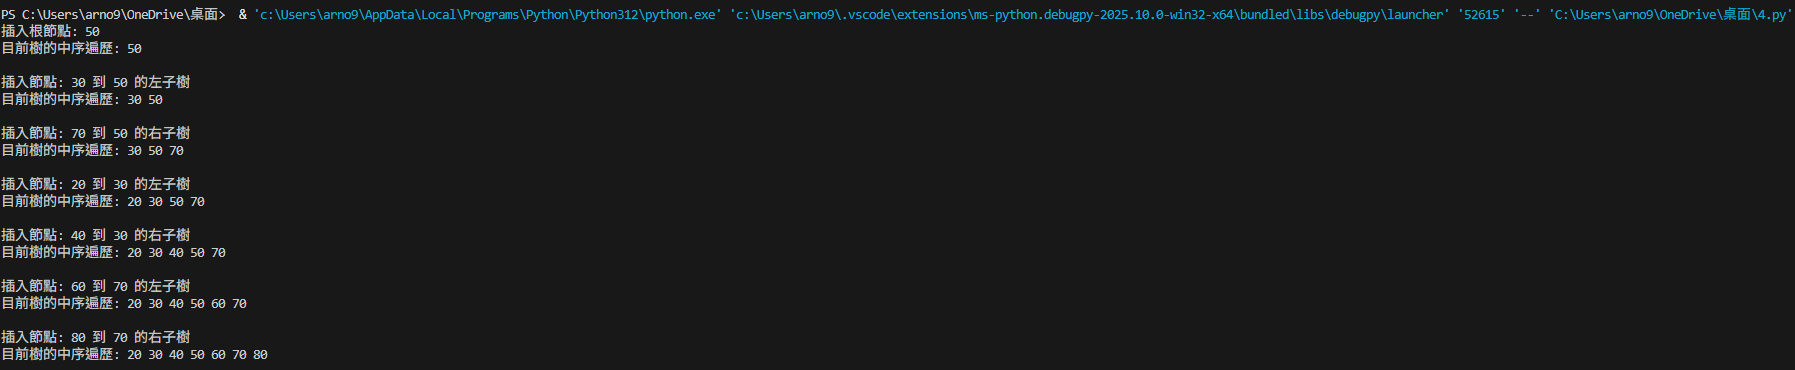 PS C:\Users\arno9\OneDrive\桌面>  & 'c:\Users\arno9\AppData\Local\Programs\Python\Python312\python.exe' 'c:\Users\arno9\.vscode\extensions\ms-python.debugpy-2025.10.0-win32-x64\bundled\libs\debugpy\launcher' '52615' '--' 'C:\Users\arno9\OneDrive\桌面\4.py'
插入根節點: 50
目前樹的中序遍歷: 50
插入節點: 30 到 50 的左子樹
目前樹的中序遍歷: 30 50
插入節點: 70 到 50 的右子樹
目前樹的中序遍歷: 30 50 70
插入節點: 20 到 30 的左子樹
目前樹的中序遍歷: 20 30 50 70
插入節點: 40 到 30 的右子樹
目前樹的中序遍歷: 20 30 40 50 70
插入節點: 60 到 70 的左子樹
目前樹的中序遍歷: 20 30 40 50 60 70
插入節點: 80 到 70 的右子樹
目前樹的中序遍歷: 20 30 40 50 60 70 80